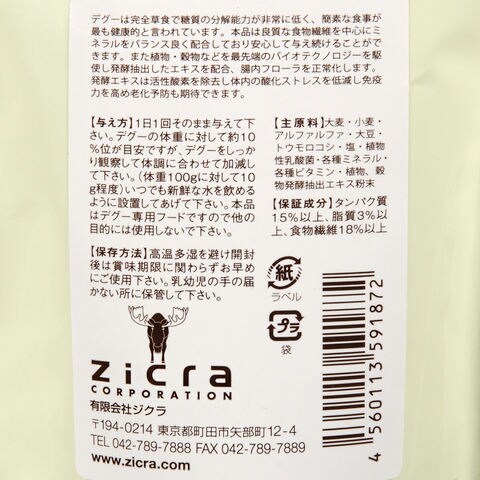 デグーは完全草食で糖質の分解能力が非常に低く、簡素な食事が
最も健康的と言われています。本品は良質な食物繊維を中心にミ
ネラルをバランス良く配合しており安心して与え続けることがで
きます。また植物・穀物などを最先端のバイオテクノロジーを駆
使し発酵抽出したエキスを配合、腸内フローラを正常化します。
発酵エキスは活性酸素を除去し体内の酸化ストレスを低減し免疫
力を高め老化予防も期待できます。
【与え方】1日1回そのまま与えて下
さい。デグーの体重に対して約10
%位が目安ですが、デグーをしっか
り観察して体調に合わせて加減し
て下さい。(体重100gに対して10
g程度)いつでも新鮮な水を飲める
ように設置してあげて下さい。本品
はデグー専用フードですので他の
目的には使用しないで下さい。
【保存方法】高温多湿を避け開封
後は賞味期限に関わらずお早め
にご使用下さい。乳幼児の手の届
かない所に保管して下さい。
【主原料】大麦・小麦・
アルファルファ・大豆・
トウモロコシ・塩・植物
性乳酸菌・各種ミネラル・
各種ビタミン・植物、穀
物発酵抽出エキス粉末
【保証成分】タンパク質
15%以上、脂質3%以
上、食物繊維18%以上
紙
ラベル
プラ
袋
4 560113 591872
zicra
CORPORATION
有限会社ジクラ
〒194-0214 東京都町田市矢部町12-4
TEL 042-789-7888 FAX 042-789-7889
www.zicra.com